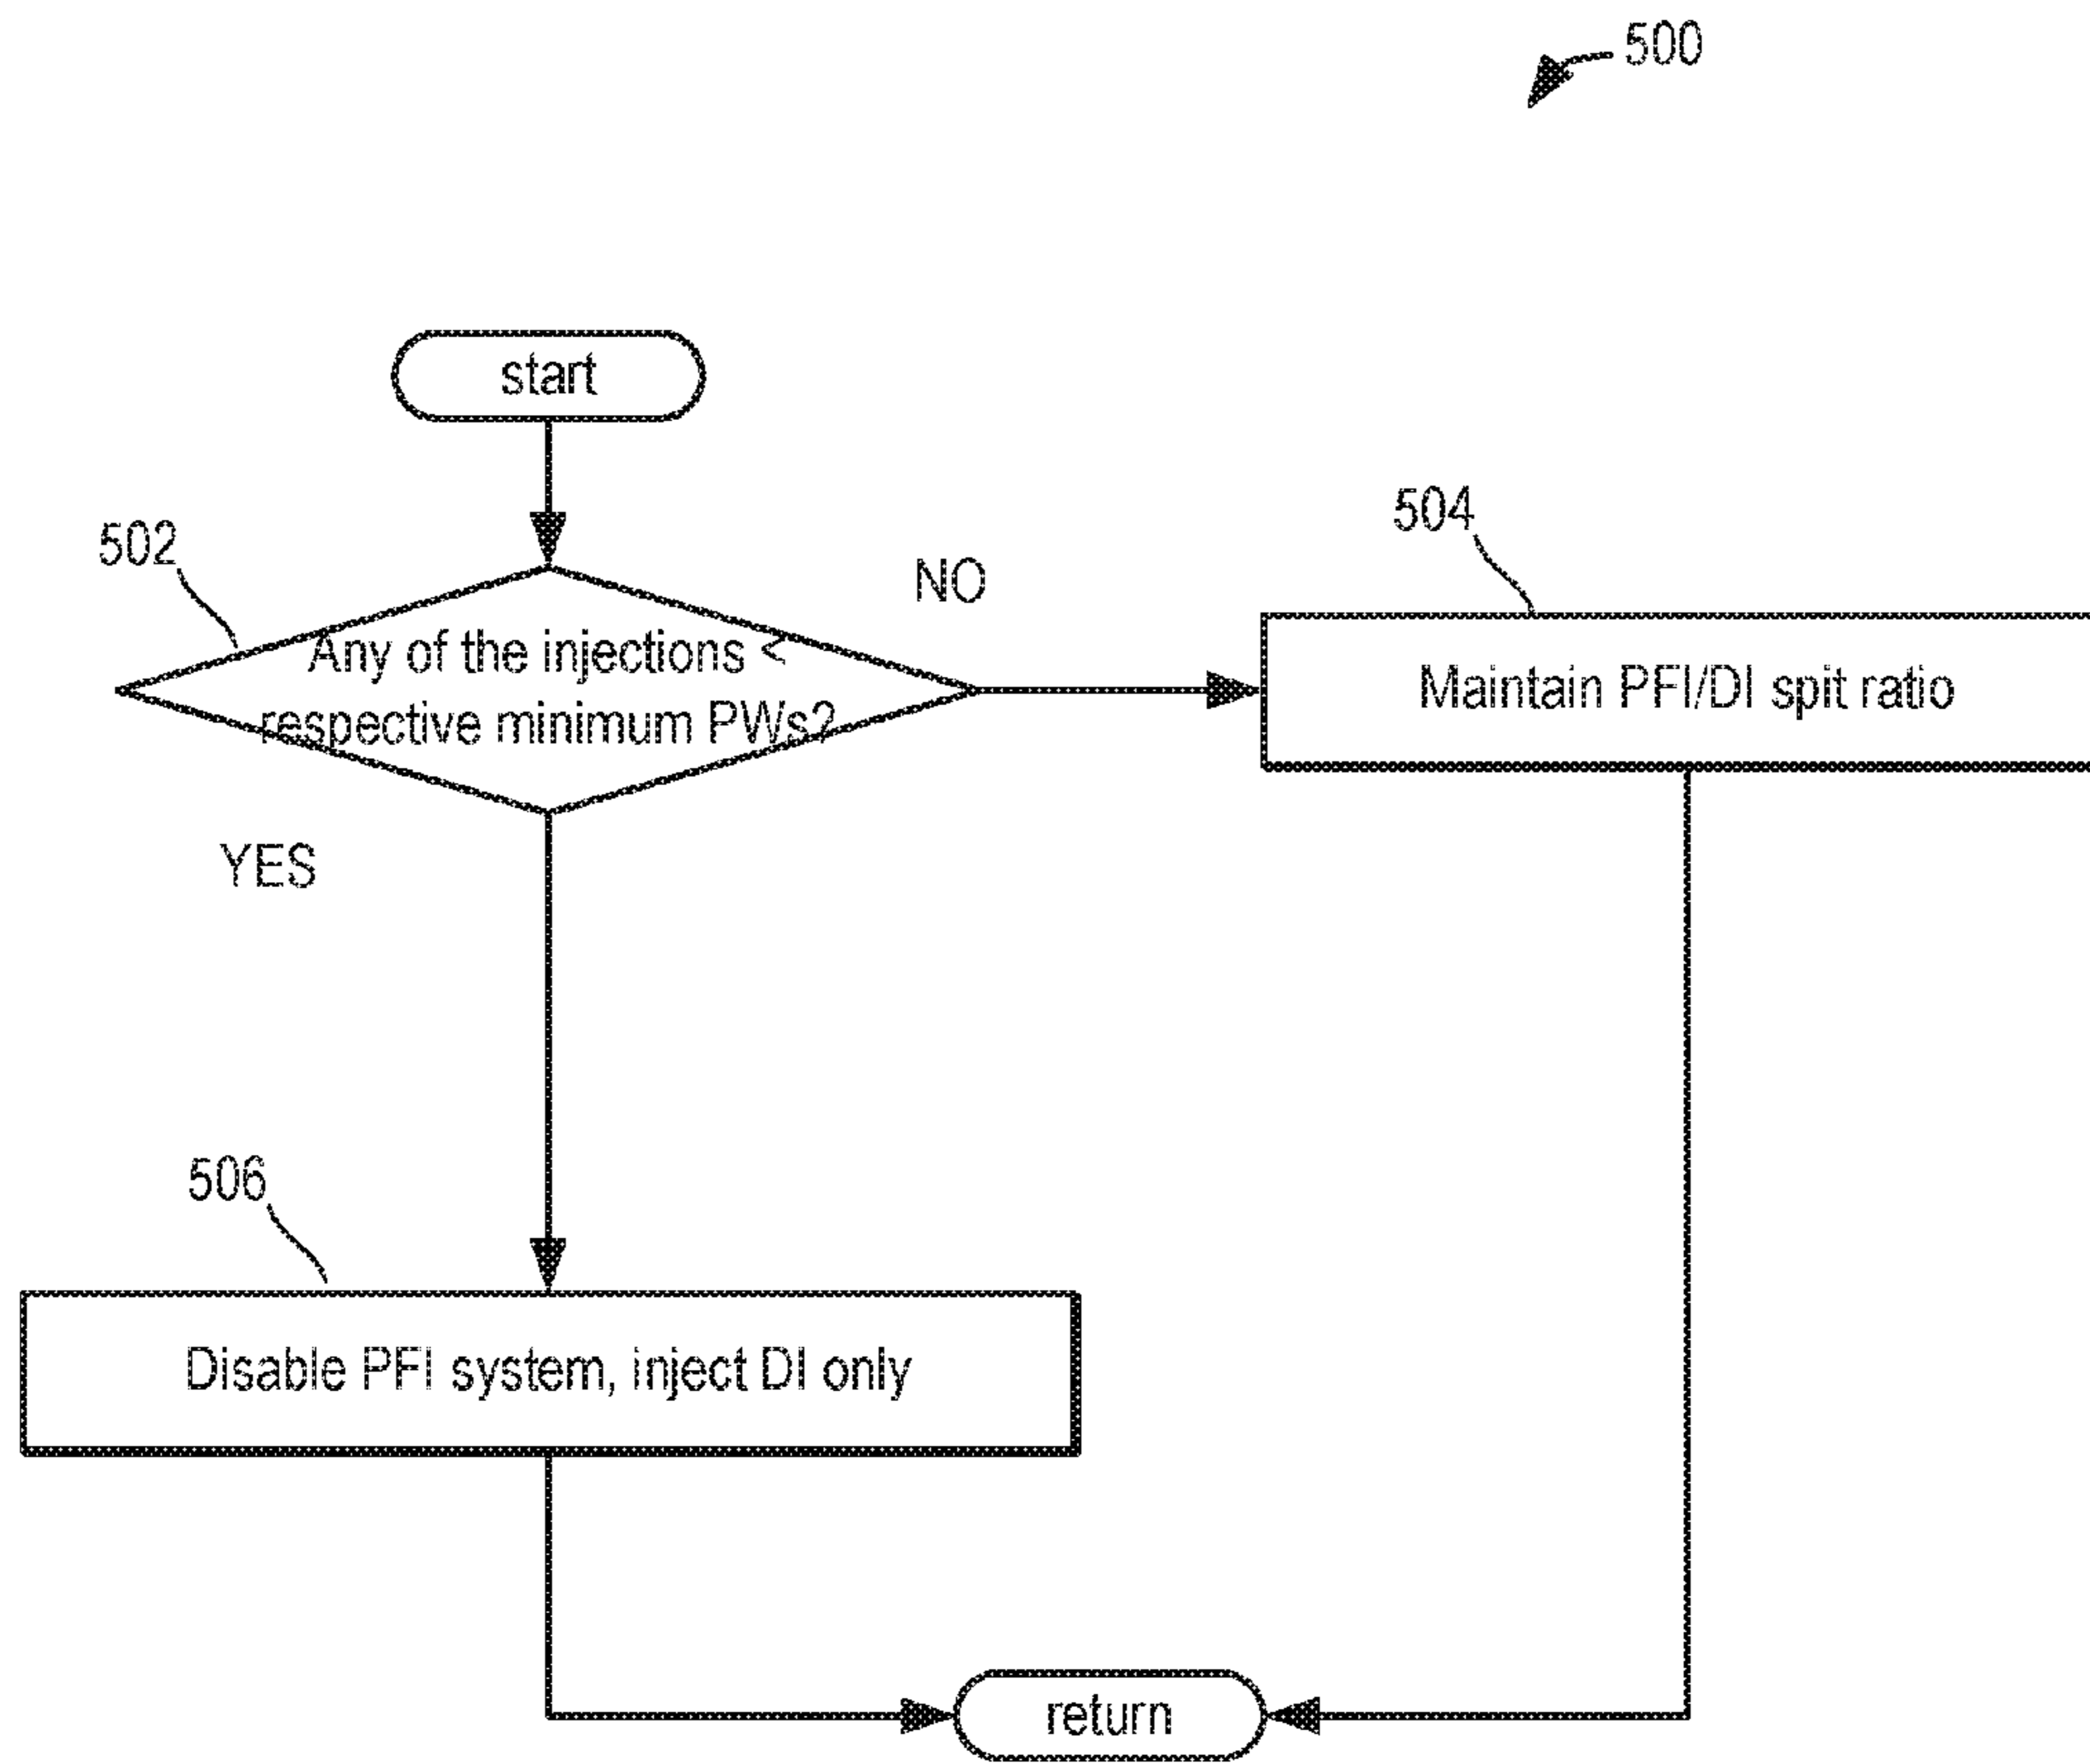 500
start
502
Any of the injections <
respective minimum PWs?
NO
504
Maintain PFI/DI spit ratio
YES
506
Disable PFI system, inject DI only
return